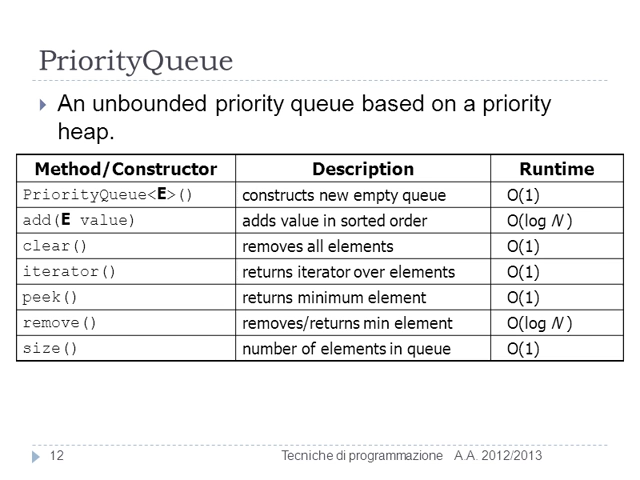 PriorityQueue
An unbounded priority queue based on a priority
heap.
Method/Constructor Description Runtime
PriorityQueue<E>() constructs new empty queue O(1)
add(E value) adds value in sorted order O(log N )
clear() removes all elements O(1)
iterator() returns iterator over elements O(1)
peek() returns minimum element O(1)
remove() removes/returns min element O(log N )
size() number of elements in queue O(1)
12 Tecniche di programmazione A.A. 2012/2013